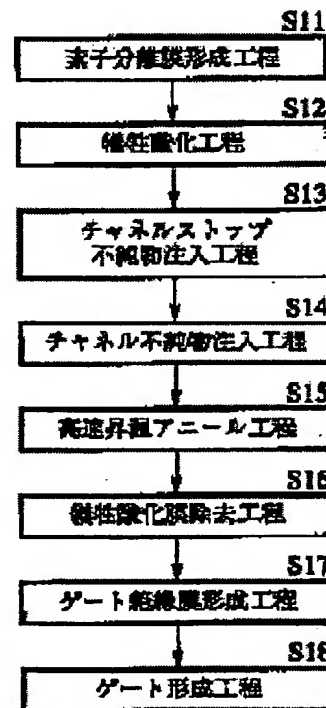 S11
素子分離膜形成工程
S12
犠牲酸化工程
S13
チャネルストップ
不純物注入工程
S14
チャネル不純物注入工程
S15
高速昇温アニール工程
S16
犠牲酸化膜除去工程
S17
ゲート絶縁膜形成工程
S18
ゲート形成工程